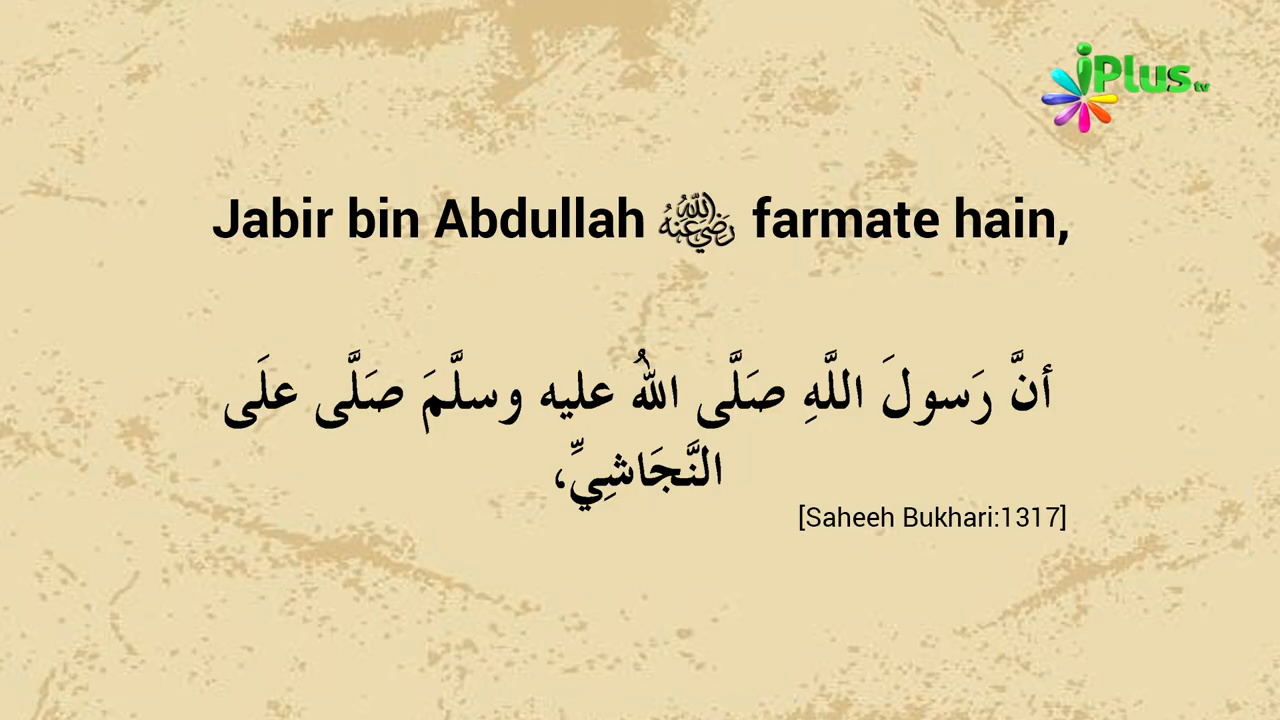 iPlus tv
Jabir bin Abdullah رَضِيَ اللّٰهُ عَنْهُ farmate hain,
أنَّ رَسولَ اللَّهِ صَلَّى اللهُ عليه وسلَّمَ صَلَّى علَى
النَّجَاشِيِّ،
[Saheeh Bukhari:1317]